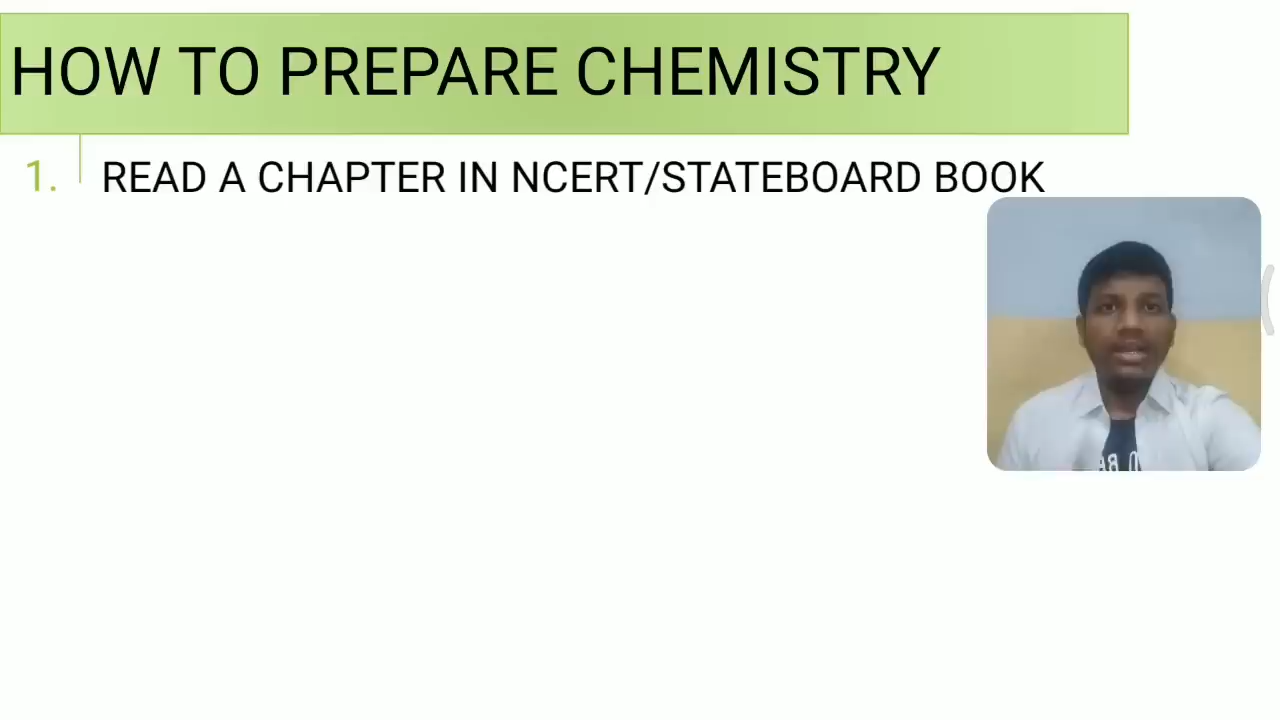 HOW TO PREPARE CHEMISTRY
1. READ A CHAPTER IN NCERT/STATEBOARD BOOK